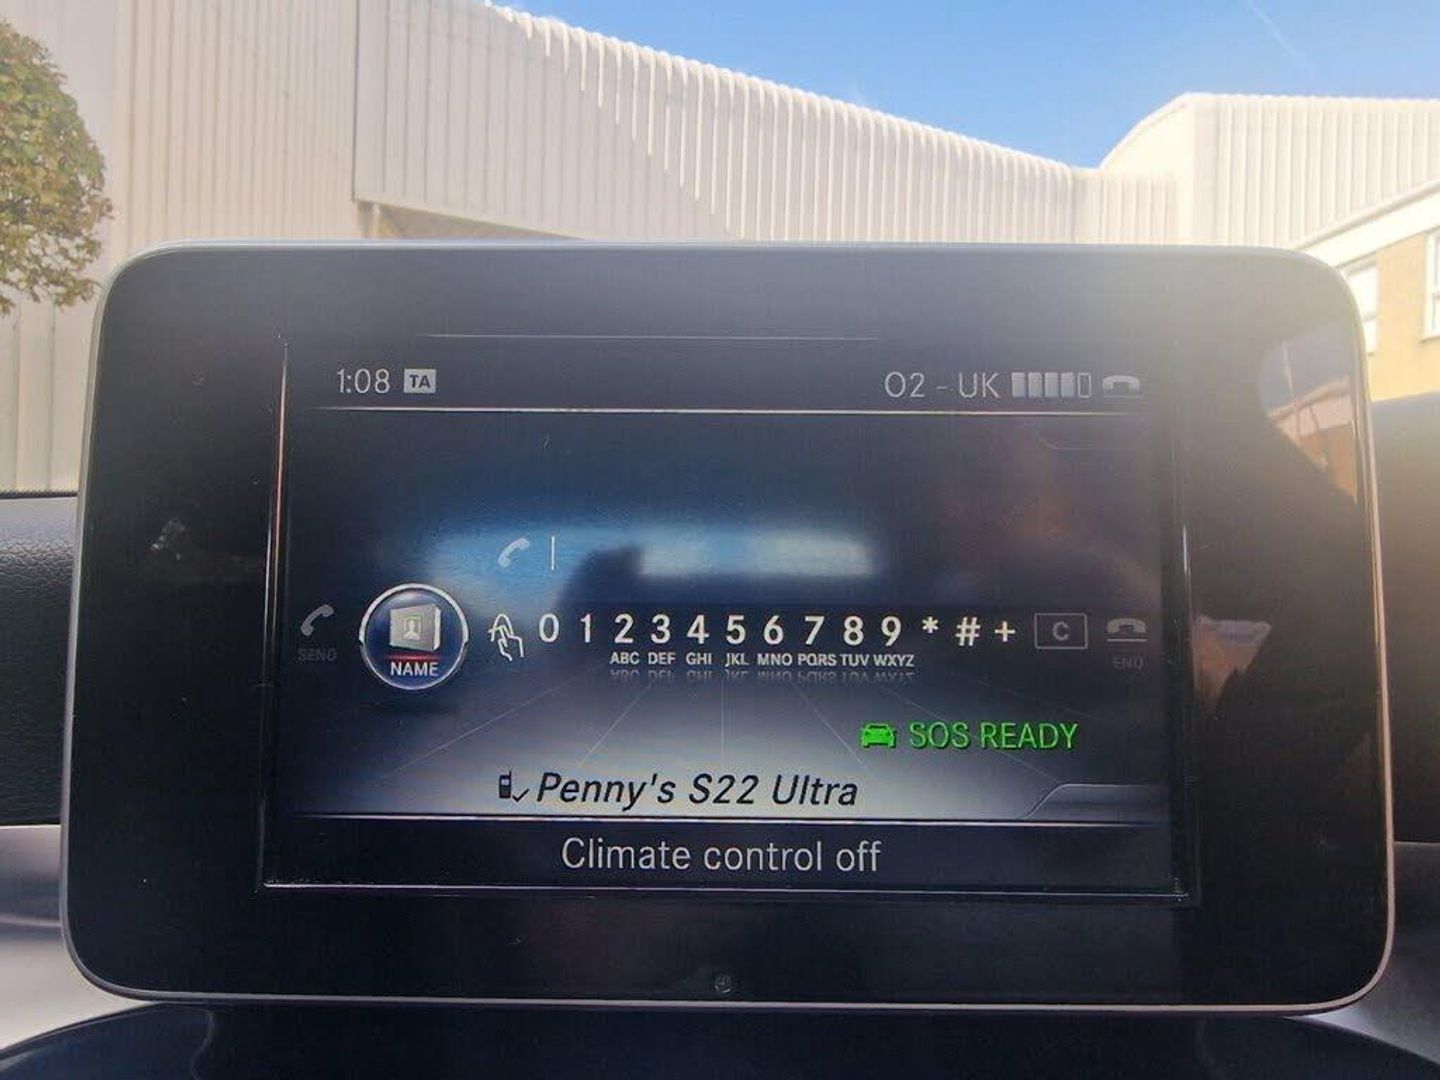 1:08 TA O2 - UK
SEND NAME 0 1 2 3 4 5 6 7 8 9 * # + C END
ABC DEF GHI JKL MNO PQRS TUV WXYZ
SOS READY
Penny's S22 Ultra
Climate control off